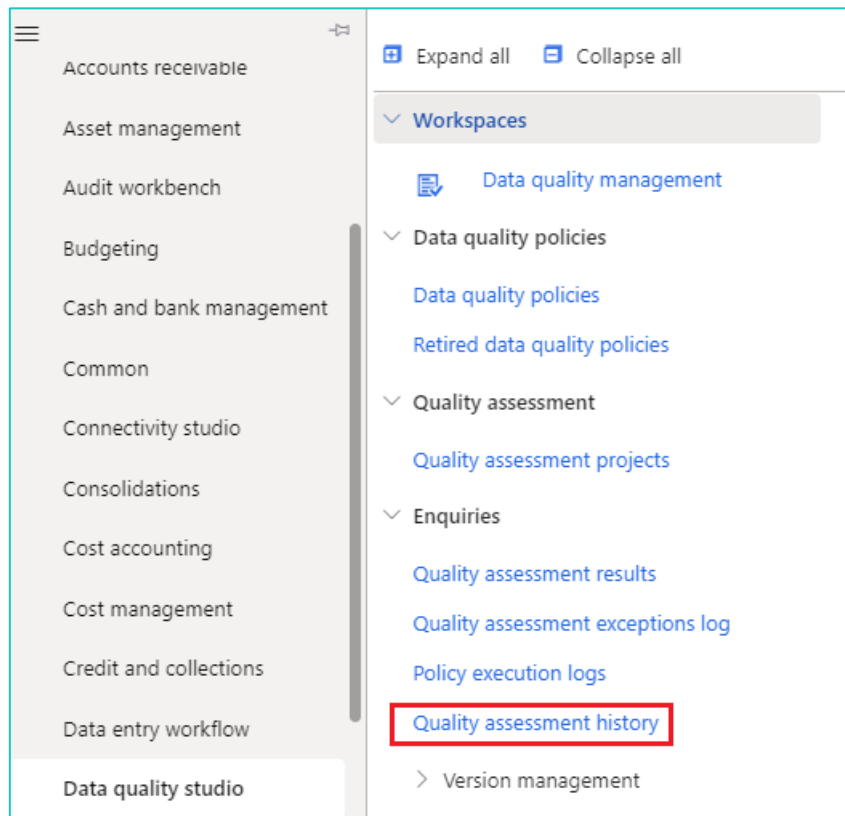 Accounts receivable
Asset management
Audit workbench
Budgeting
Cash and bank management
Common
Connectivity studio
Consolidations
Cost accounting
Cost management
Credit and collections
Data entry workflow
Data quality studio
Expand all
Collapse all
Workspaces
Data quality management
Data quality policies
Data quality policies
Retired data quality policies
Quality assessment
Quality assessment projects
Enquiries
Quality assessment results
Quality assessment exceptions log
Policy execution logs
Quality assessment history
Version management